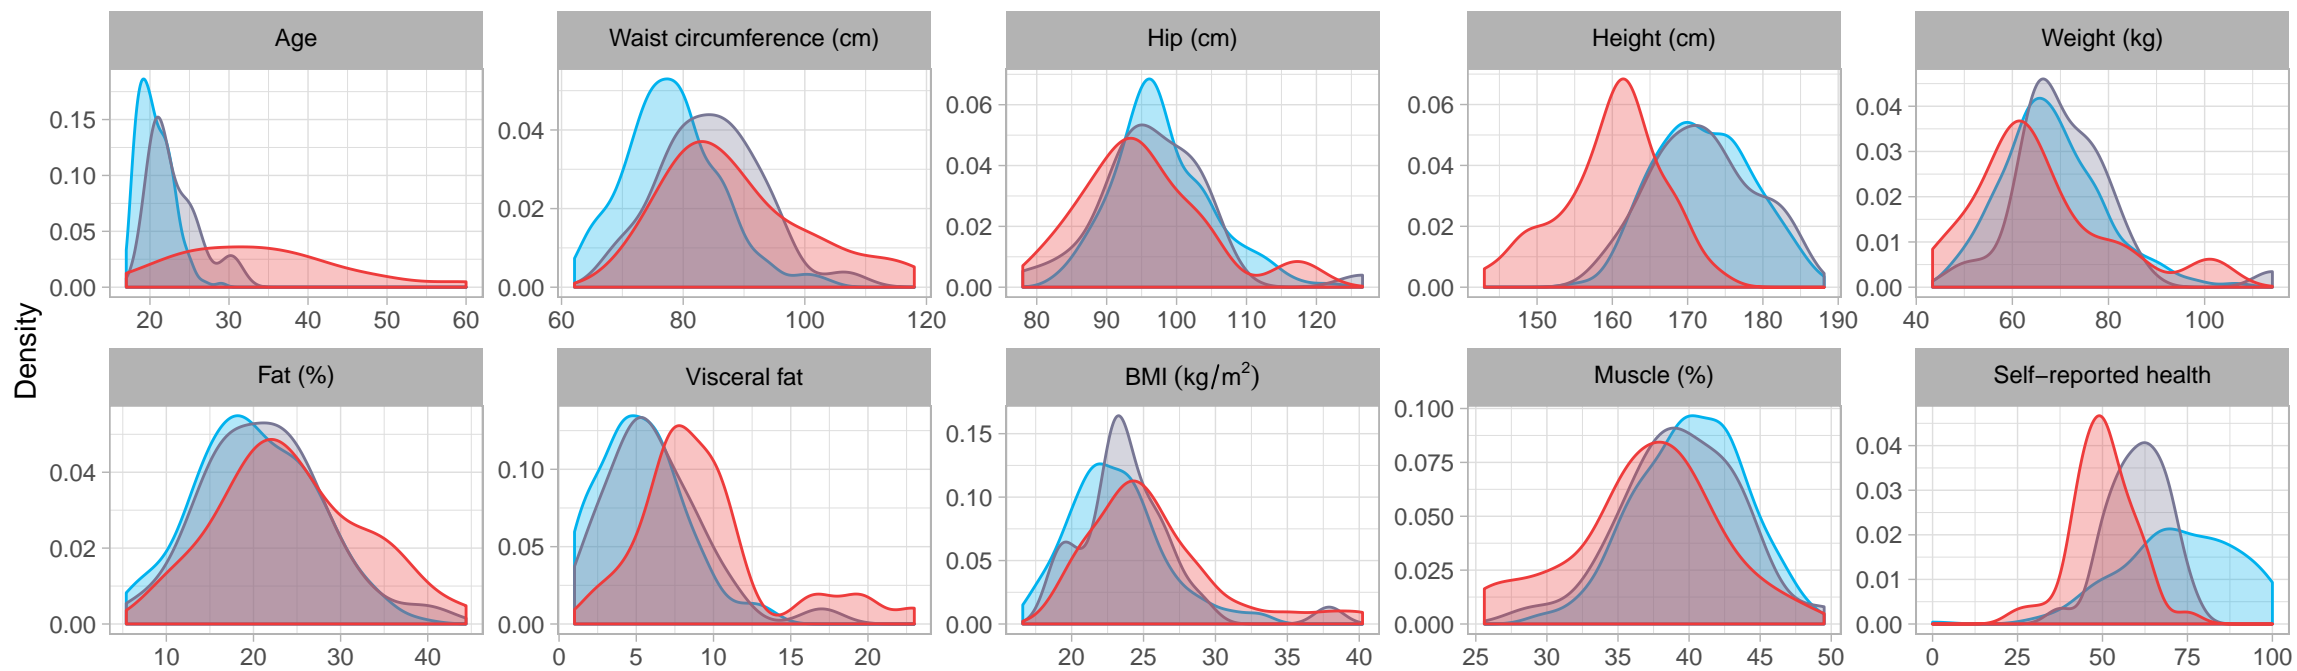 Age
Waist circumference (cm)
Hip (cm)
Height (cm)
Weight (kg)
0.15
0.10
0.05
0.00
20 30 40 50 60
0.04
0.02
0.00
60 80 100 120
0.06
0.04
0.02
0.00
80 90 100 110 120
0.06
0.04
0.02
0.00
150 160 170 180 190
0.04
0.03
0.02
0.01
0.00
40 60 80 100
Density
Fat (%)
Visceral fat
BMI (kg/m²)
Muscle (%)
Self−reported health
0.04
0.02
0.00
10 20 30 40
0.10
0.05
0.00
0 5 10 15 20
0.15
0.10
0.05
0.00
20 25 30 35 40
0.100
0.075
0.050
0.025
0.000
25 30 35 40 45 50
0.04
0.03
0.02
0.01
0.00
0 25 50 75 100